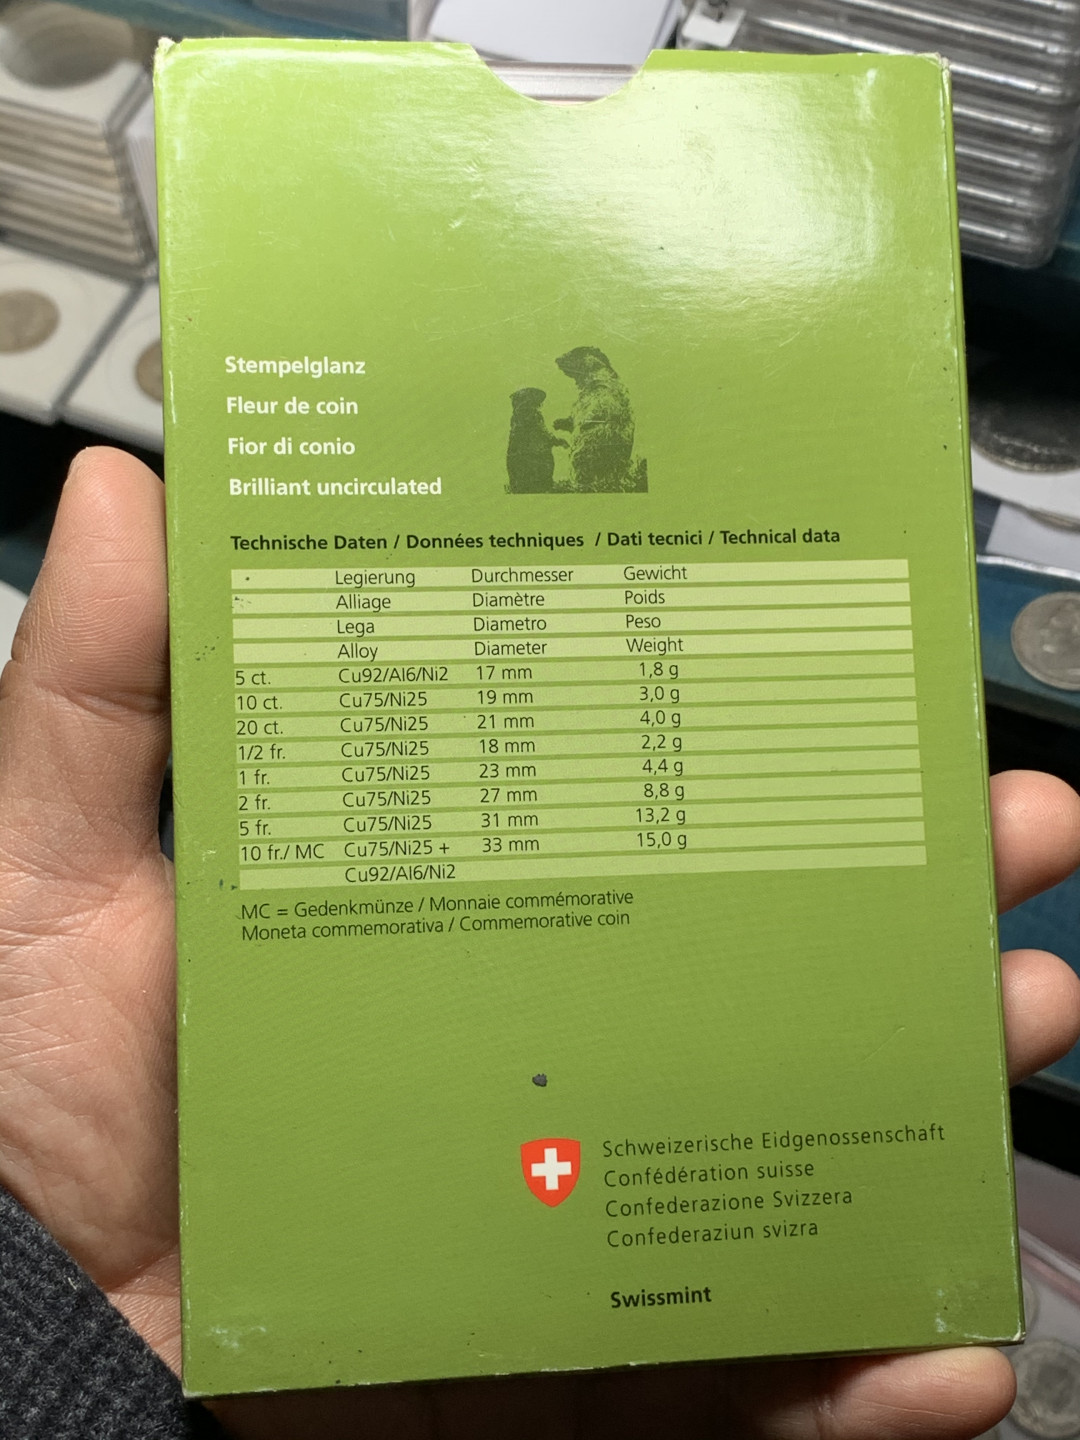 Stempelglanz
Fleur de coin
Fior di conio
Brilliant uncirculated
Technische Daten / Données techniques / Dati tecnici / Technical data
Legierung Durchmesser Gewicht
Alliage Diamètre Poids
Lega Diametro Peso
Alloy Diameter Weight
5 ct. Cu92/Al6/Ni2 17 mm 1,8 g
10 ct. Cu75/Ni25 19 mm 3,0 g
20 ct. Cu75/Ni25 21 mm 4,0 g
1/2 fr. Cu75/Ni25 18 mm 2,2 g
1 fr. Cu75/Ni25 23 mm 4,4 g
2 fr. Cu75/Ni25 27 mm 8,8 g
5 fr. Cu75/Ni25 31 mm 13,2 g
10 fr./ MC Cu75/Ni25 + 33 mm 15,0 g
Cu92/Al6/Ni2
MC = Gedenkmünze / Monnaie commémorative
Moneta commemorativa / Commemorative coin
Schweizerische Eidgenossenschaft
Confédération suisse
Confederazione Svizzera
Confederaziun svizra
Swissmint